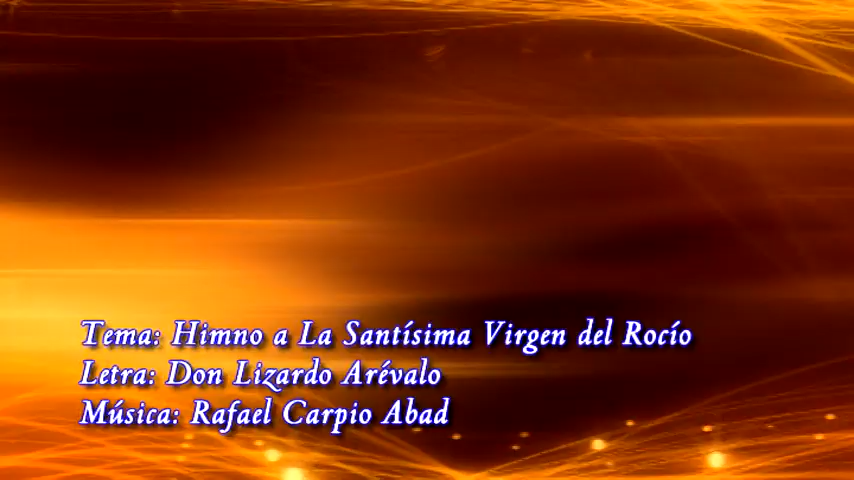 Tema: Himno a La Santísima Virgen del Rocío
Letra: Don Lizardo Arévalo
Música: Rafael Carpio Abad